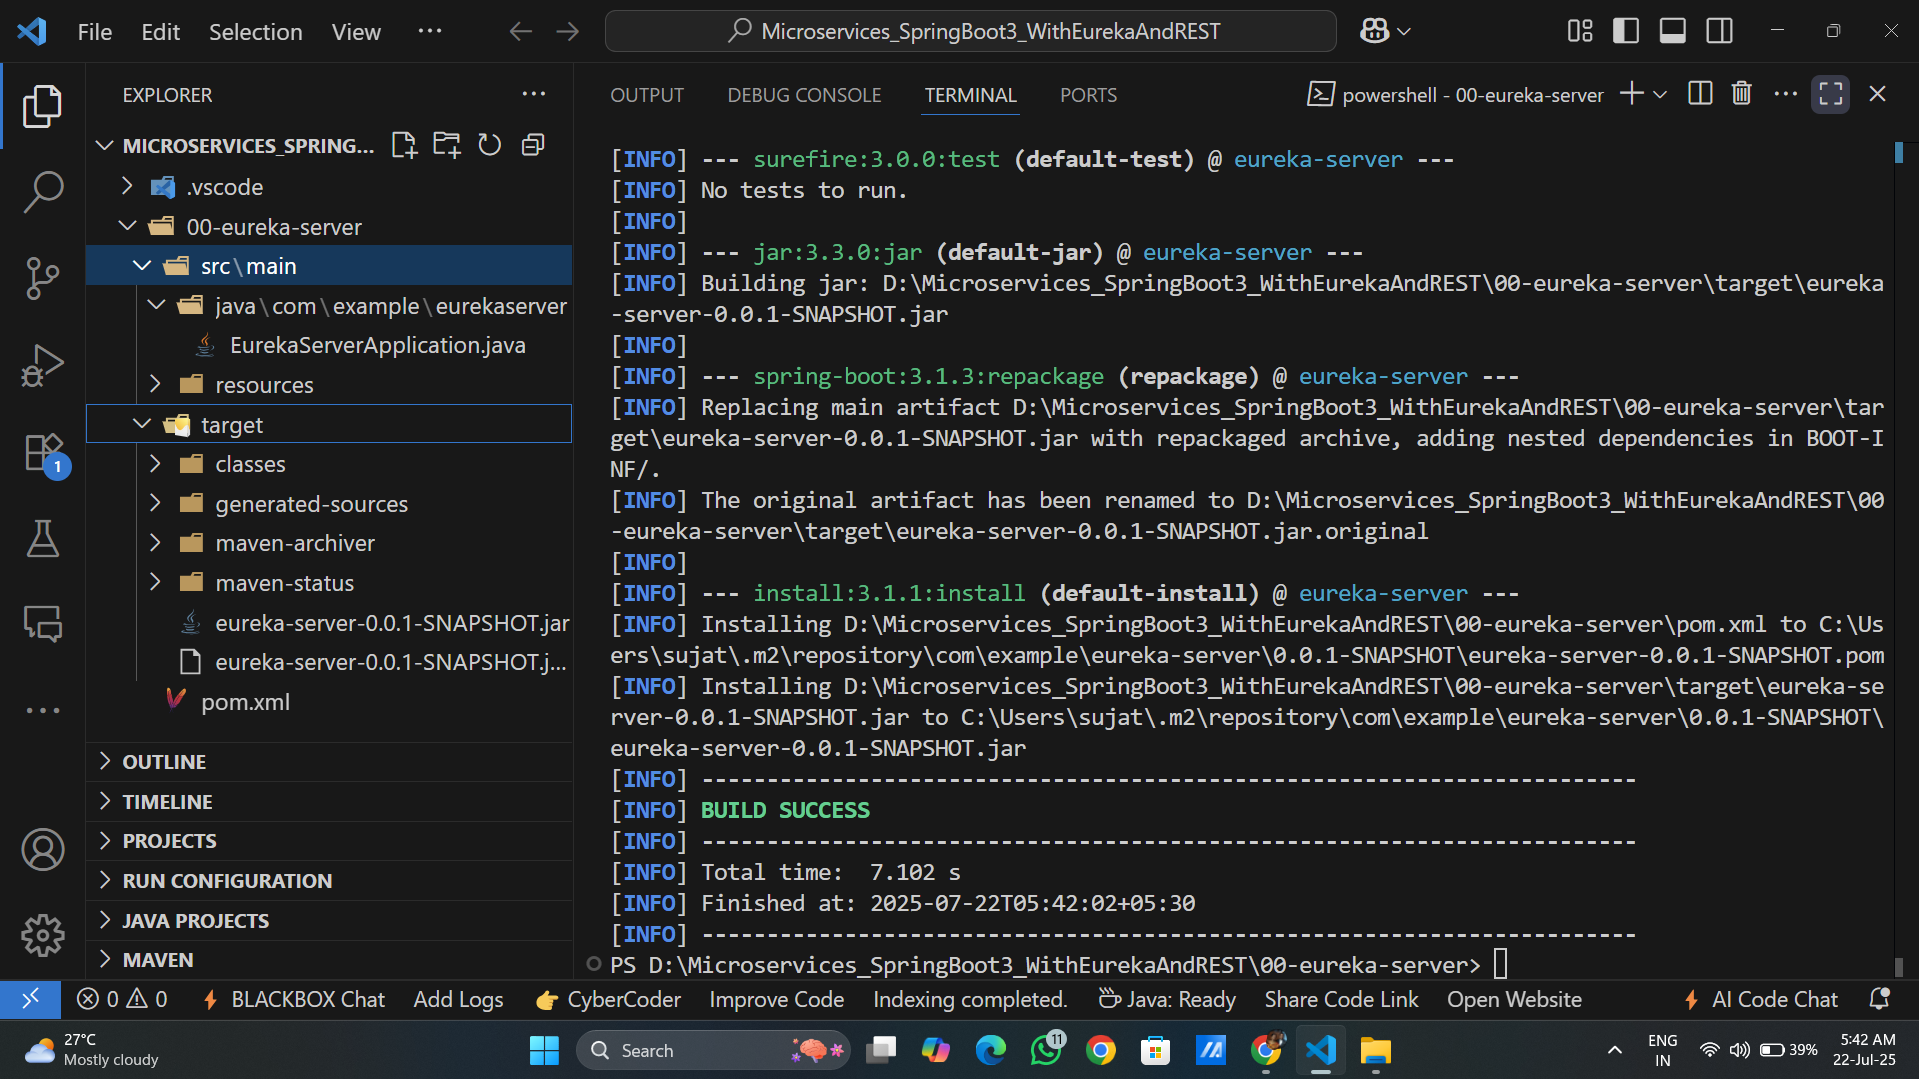 File Edit Selection View ···
Microservices_SpringBoot3_WithEurekaAndREST
EXPLORER
MICROSERVICES_SPRING...
.vscode
00-eureka-server
src\main
java\com\example\eurekaserver
EurekaServerApplication.java
resources
target
classes
generated-sources
maven-archiver
maven-status
eureka-server-0.0.1-SNAPSHOT.jar
eureka-server-0.0.1-SNAPSHOT.j...
pom.xml
OUTLINE
TIMELINE
PROJECTS
RUN CONFIGURATION
JAVA PROJECTS
MAVEN
1
OUTPUT DEBUG CONSOLE TERMINAL PORTS
powershell - 00-eureka-server
[INFO] --- surefire:3.0.0:test (default-test) @ eureka-server ---
[INFO] No tests to run.
[INFO]
[INFO] --- jar:3.3.0:jar (default-jar) @ eureka-server ---
[INFO] Building jar: D:\Microservices_SpringBoot3_WithEurekaAndREST\00-eureka-server\target\eureka
-server-0.0.1-SNAPSHOT.jar
[INFO]
[INFO] --- spring-boot:3.1.3:repackage (repackage) @ eureka-server ---
[INFO] Replacing main artifact D:\Microservices_SpringBoot3_WithEurekaAndREST\00-eureka-server\tar
get\eureka-server-0.0.1-SNAPSHOT.jar with repackaged archive, adding nested dependencies in BOOT-I
NF/.
[INFO] The original artifact has been renamed to D:\Microservices_SpringBoot3_WithEurekaAndREST\00
-eureka-server\target\eureka-server-0.0.1-SNAPSHOT.jar.original
[INFO]
[INFO] --- install:3.1.1:install (default-install) @ eureka-server ---
[INFO] Installing D:\Microservices_SpringBoot3_WithEurekaAndREST\00-eureka-server\pom.xml to C:\Us
ers\sujat\.m2\repository\com\example\eureka-server\0.0.1-SNAPSHOT\eureka-server-0.0.1-SNAPSHOT.pom
[INFO] Installing D:\Microservices_SpringBoot3_WithEurekaAndREST\00-eureka-server\target\eureka-se
rver-0.0.1-SNAPSHOT.jar to C:\Users\sujat\.m2\repository\com\example\eureka-server\0.0.1-SNAPSHOT\
eureka-server-0.0.1-SNAPSHOT.jar
[INFO] ------------------------------------------------------------------------
[INFO] BUILD SUCCESS
[INFO] ------------------------------------------------------------------------
[INFO] Total time:  7.102 s
[INFO] Finished at: 2025-07-22T05:42:02+05:30
[INFO] ------------------------------------------------------------------------
PS D:\Microservices_SpringBoot3_WithEurekaAndREST\00-eureka-server>
0 0 BLACKBOX Chat Add Logs CyberCoder Improve Code Indexing completed. Java: Ready Share Code Link Open Website AI Code Chat
27°C
Mostly cloudy
Search
11
ENG
IN
39%
5:42 AM
22-Jul-25